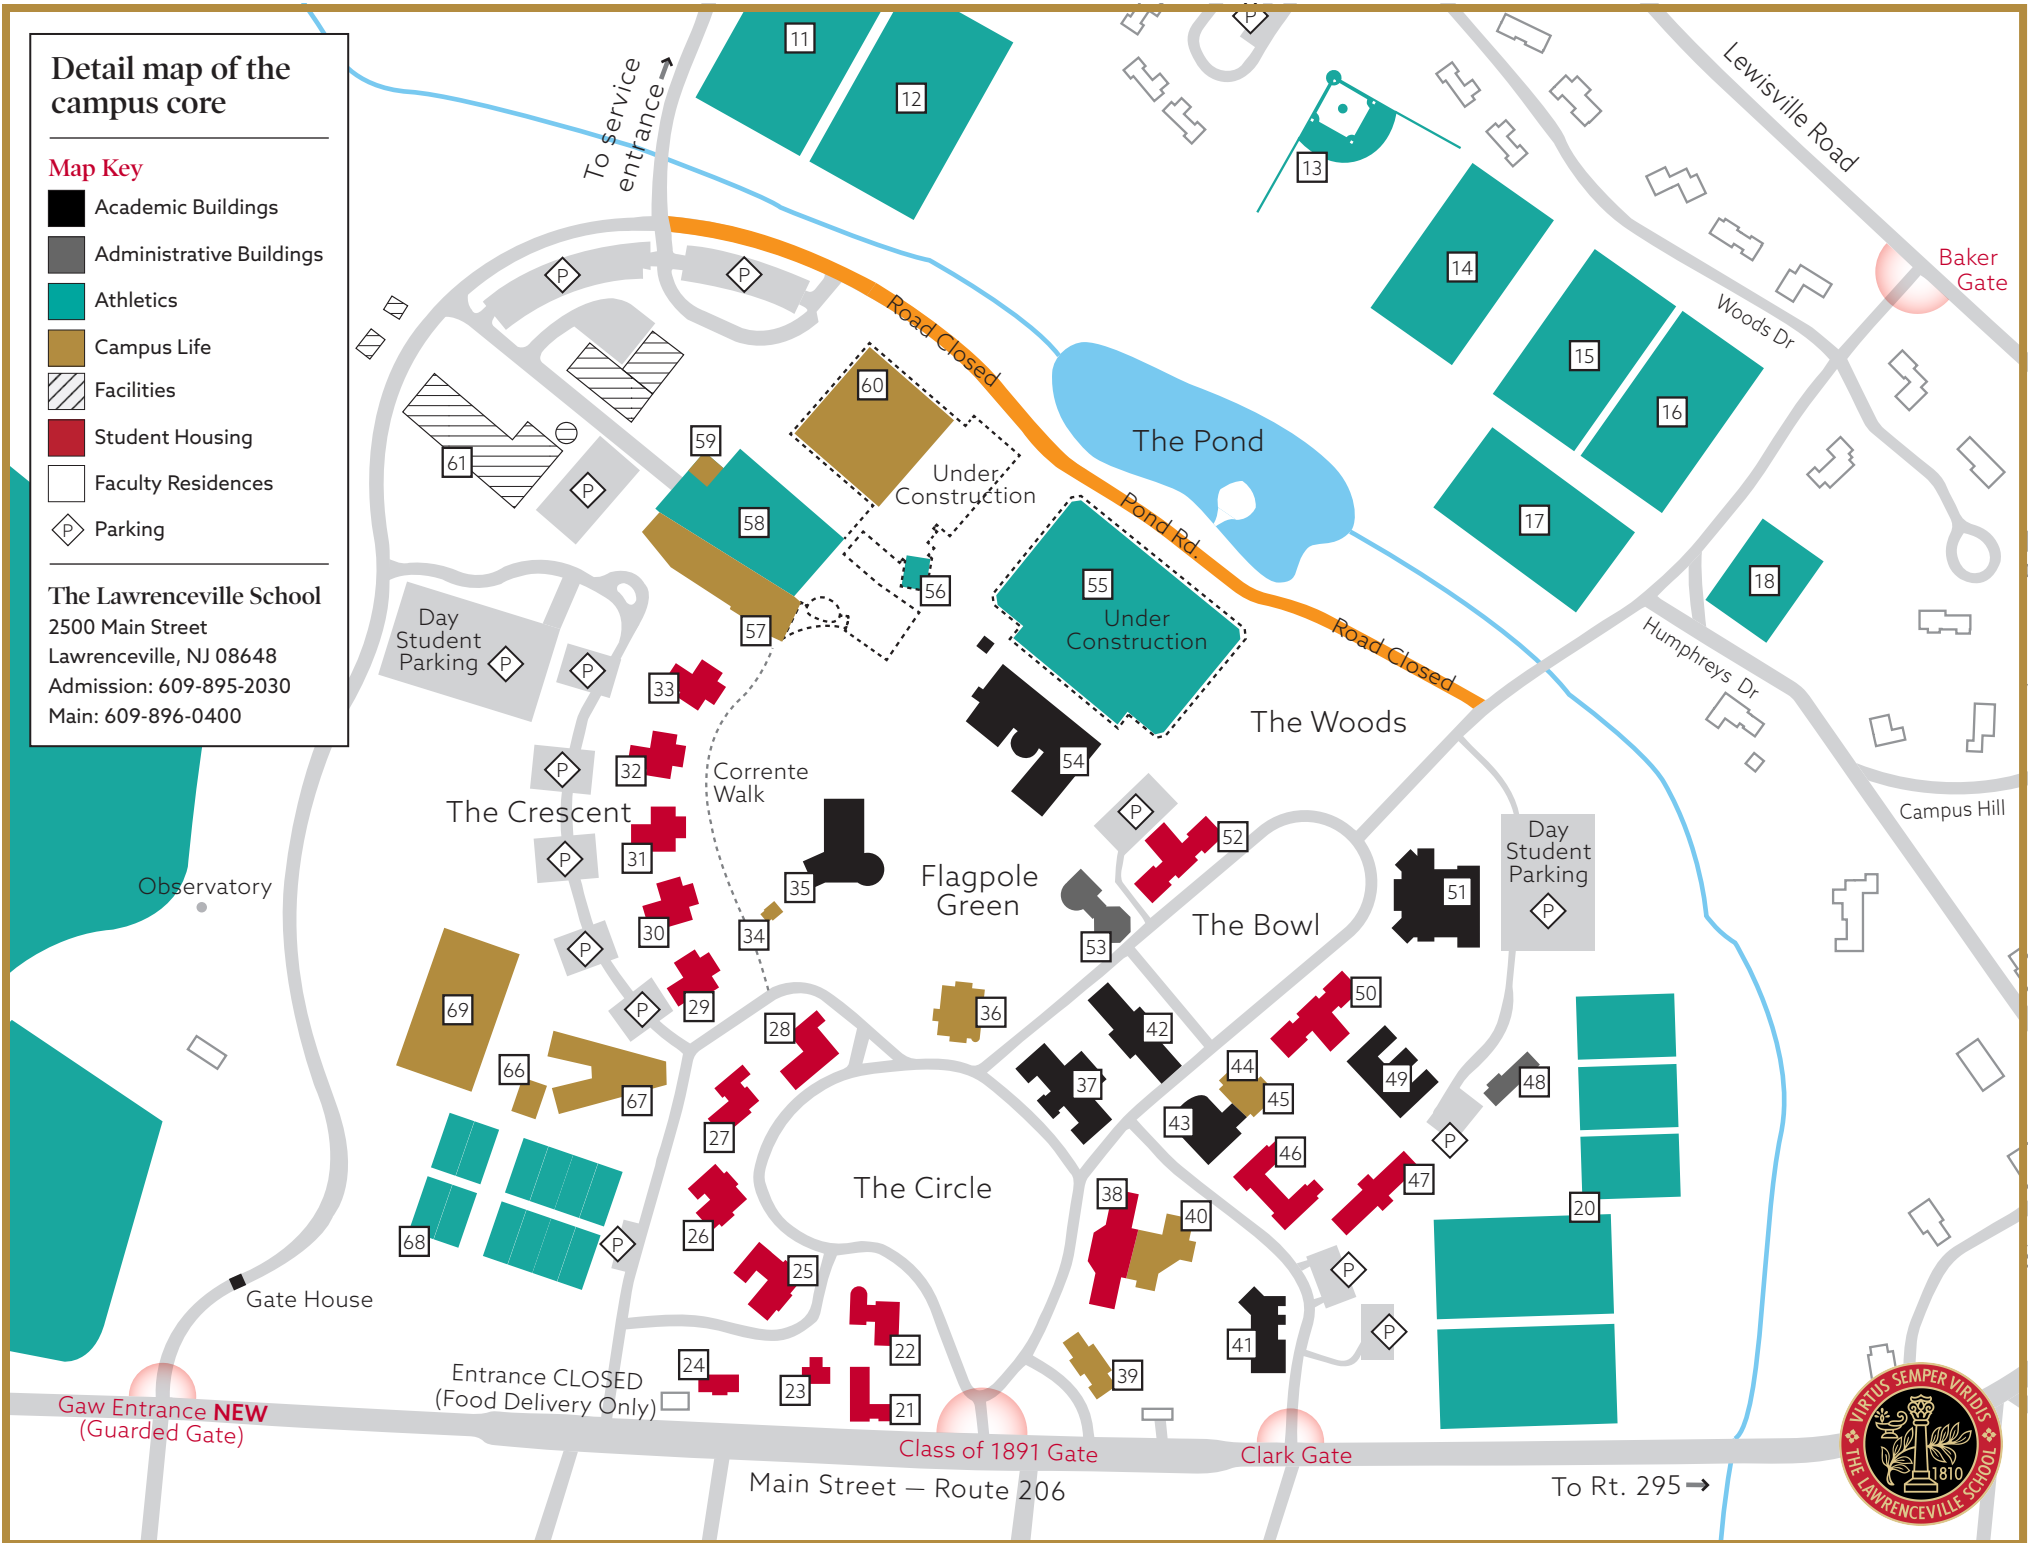 Detail map of the
campus core
Map Key
Academic Buildings
Administrative Buildings
Athletics
Campus Life
Facilities
Student Housing
Faculty Residences
P Parking
The Lawrenceville School
2500 Main Street
Lawrenceville, NJ 08648
Admission: 609-895-2030
Main: 609-896-0400
To service
entrance
11
12
P
13
14
15
16
17
18
Lewisville Road
Baker
Gate
Woods Dr
Humphreys Dr
Campus Hill
P
P
Road Closed
The Pond
Pond Rd.
Road Closed
60
59
61
P
58
Under
Construction
56
55
Under
Construction
57
Day
Student
Parking
P
P
33
The Woods
54
32
P
Corrente
Walk
The Crescent
31
P
P
52
Day
Student
Parking
P
35
Flagpole
Green
51
Observatory
30
34
The Bowl
53
P
29
P
69
28
36
42
50
66
67
37
44
45
49
48
27
43
P
46
47
The Circle
38
40
20
26
68
P
25
P
Gate House
22
41
P
24
23
39
21
Entrance CLOSED
(Food Delivery Only)
Gaw Entrance NEW
(Guarded Gate)
Class of 1891 Gate
Clark Gate
Main Street — Route 206
To Rt. 295
VIRTUS SEMPER VIRIDIS
1810
THE LAWRENCEVILLE SCHOOL